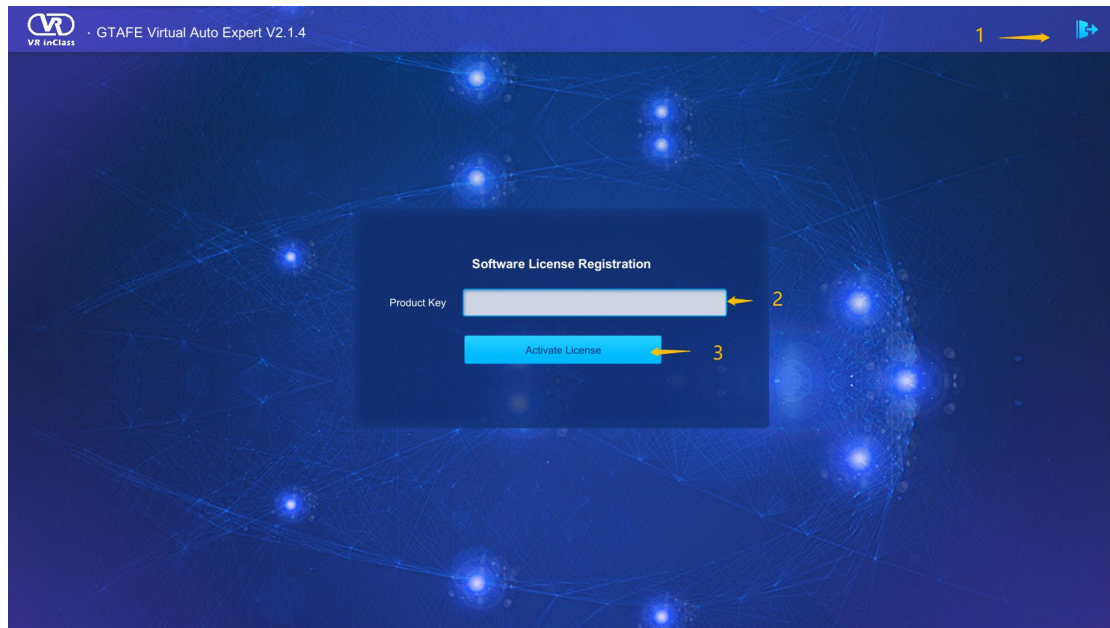 VR
VR InClass
· GTAFE Virtual Auto Expert V2.1.4
1
Software License Registration
Product Key
2
Activate License
3